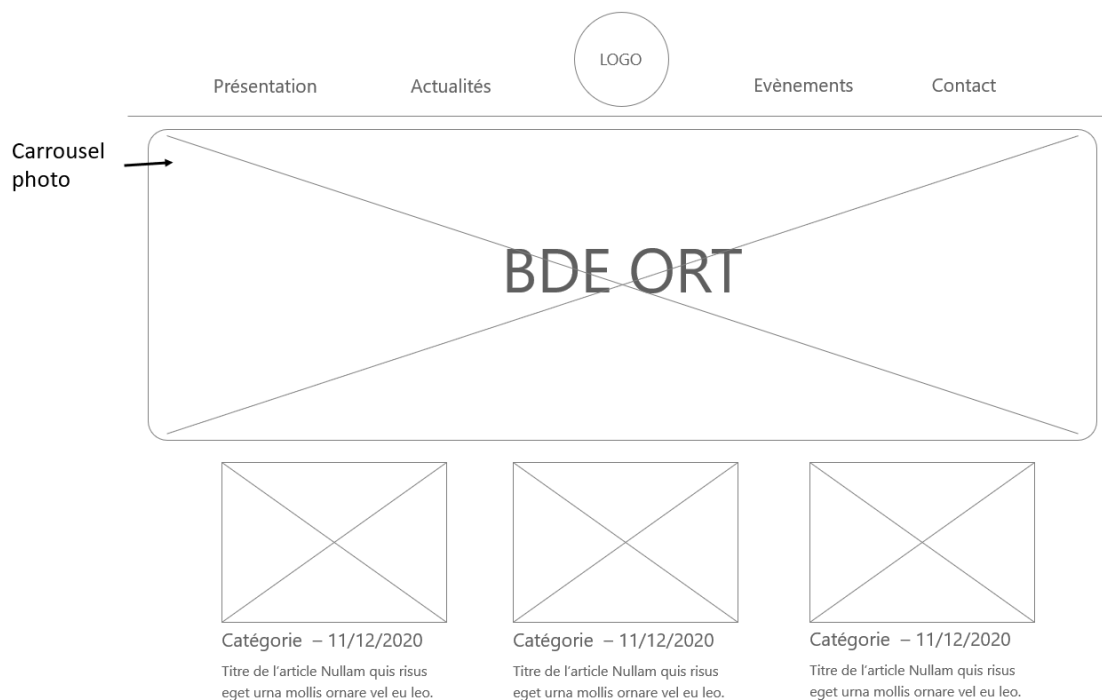 LOGO
Présentation
Actualités
Evènements
Contact
Carrousel
photo
BDE ORT
Catégorie – 11/12/2020
Titre de l'article Nullam quis risus
eget urna mollis ornare vel eu leo.
Catégorie – 11/12/2020
Titre de l'article Nullam quis risus
eget urna mollis ornare vel eu leo.
Catégorie – 11/12/2020
Titre de l'article Nullam quis risus
eget urna mollis ornare vel eu leo.